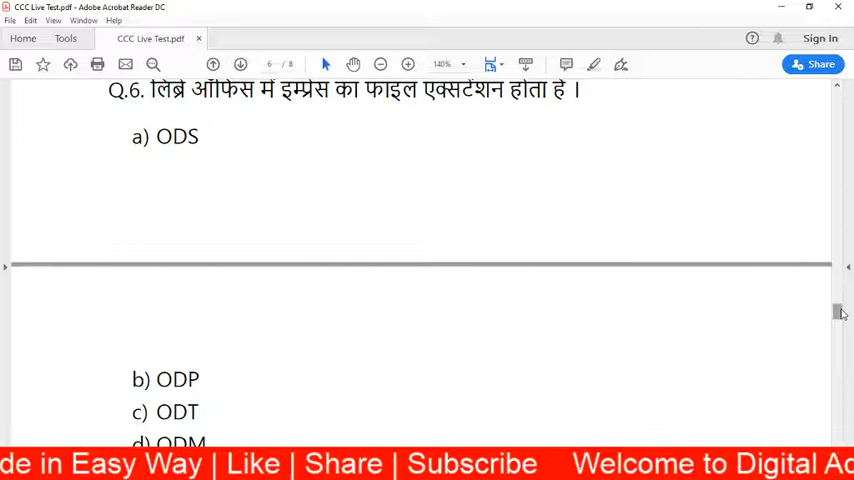 CCC Live Test.pdf - Adobe Acrobat Reader DC
File Edit View Window Help
Home Tools CCC Live Test.pdf × Sign In
6 / 8 140% Share
Q.6. लिब्रे ऑफिस में इम्प्रेस का फाइल एक्सटेंशन होता है ।
a) ODS
b) ODP
c) ODT
d) ODM
de in Easy Way | Like | Share | Subscribe Welcome to Digital Ad